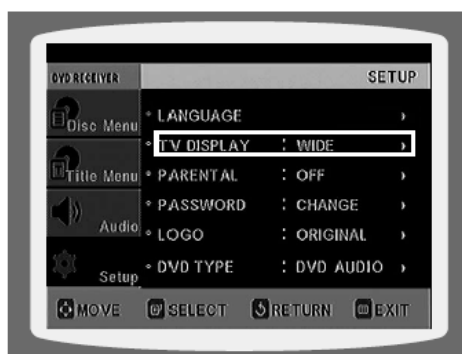 DVD RECEIVER SETUP
Disc Menu
Title Menu
Audio
Setup
° LANGUAGE ›
° TV DISPLAY : WIDE ›
° PARENTAL : OFF ›
° PASSWORD : CHANGE ›
° LOGO : ORIGINAL ›
° DVD TYPE : DVD AUDIO ›
MOVE SELECT RETURN EXIT